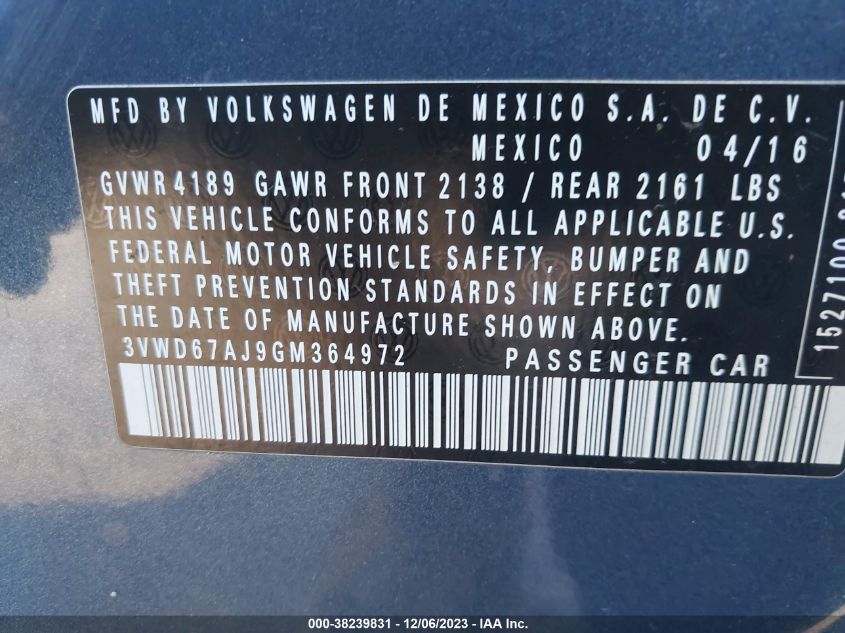 MFD BY VOLKSWAGEN DE MEXICO S.A. DE C.V.
MEXICO 04/16
GVWR 4189 GAWR FRONT 2138 / REAR 2161 LBS
THIS VEHICLE CONFORMS TO ALL APPLICABLE U.S.
FEDERAL MOTOR VEHICLE SAFETY, BUMPER AND
THEFT PREVENTION STANDARDS IN EFFECT ON
THE DATE OF MANUFACTURE SHOWN ABOVE.
3VWD67AJ9GM364972 PASSENGER CAR
1527100
000-38239831 - 12/06/2023 - IAA Inc.